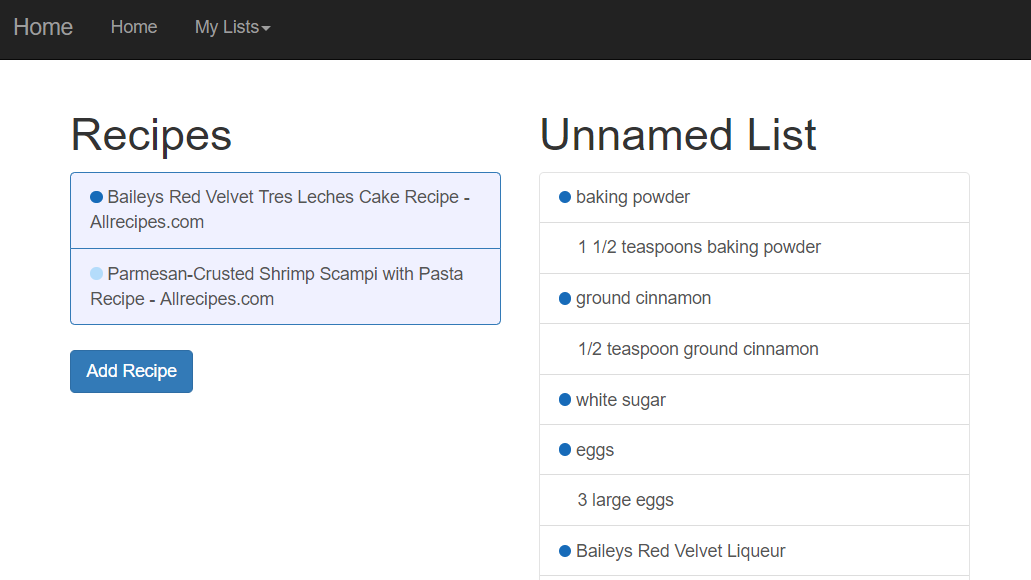 Home Home My Lists
Recipes
Baileys Red Velvet Tres Leches Cake Recipe -
Allrecipes.com
Parmesan-Crusted Shrimp Scampi with Pasta
Recipe - Allrecipes.com
Add Recipe
Unnamed List
baking powder
1 1/2 teaspoons baking powder
ground cinnamon
1/2 teaspoon ground cinnamon
white sugar
eggs
3 large eggs
Baileys Red Velvet Liqueur